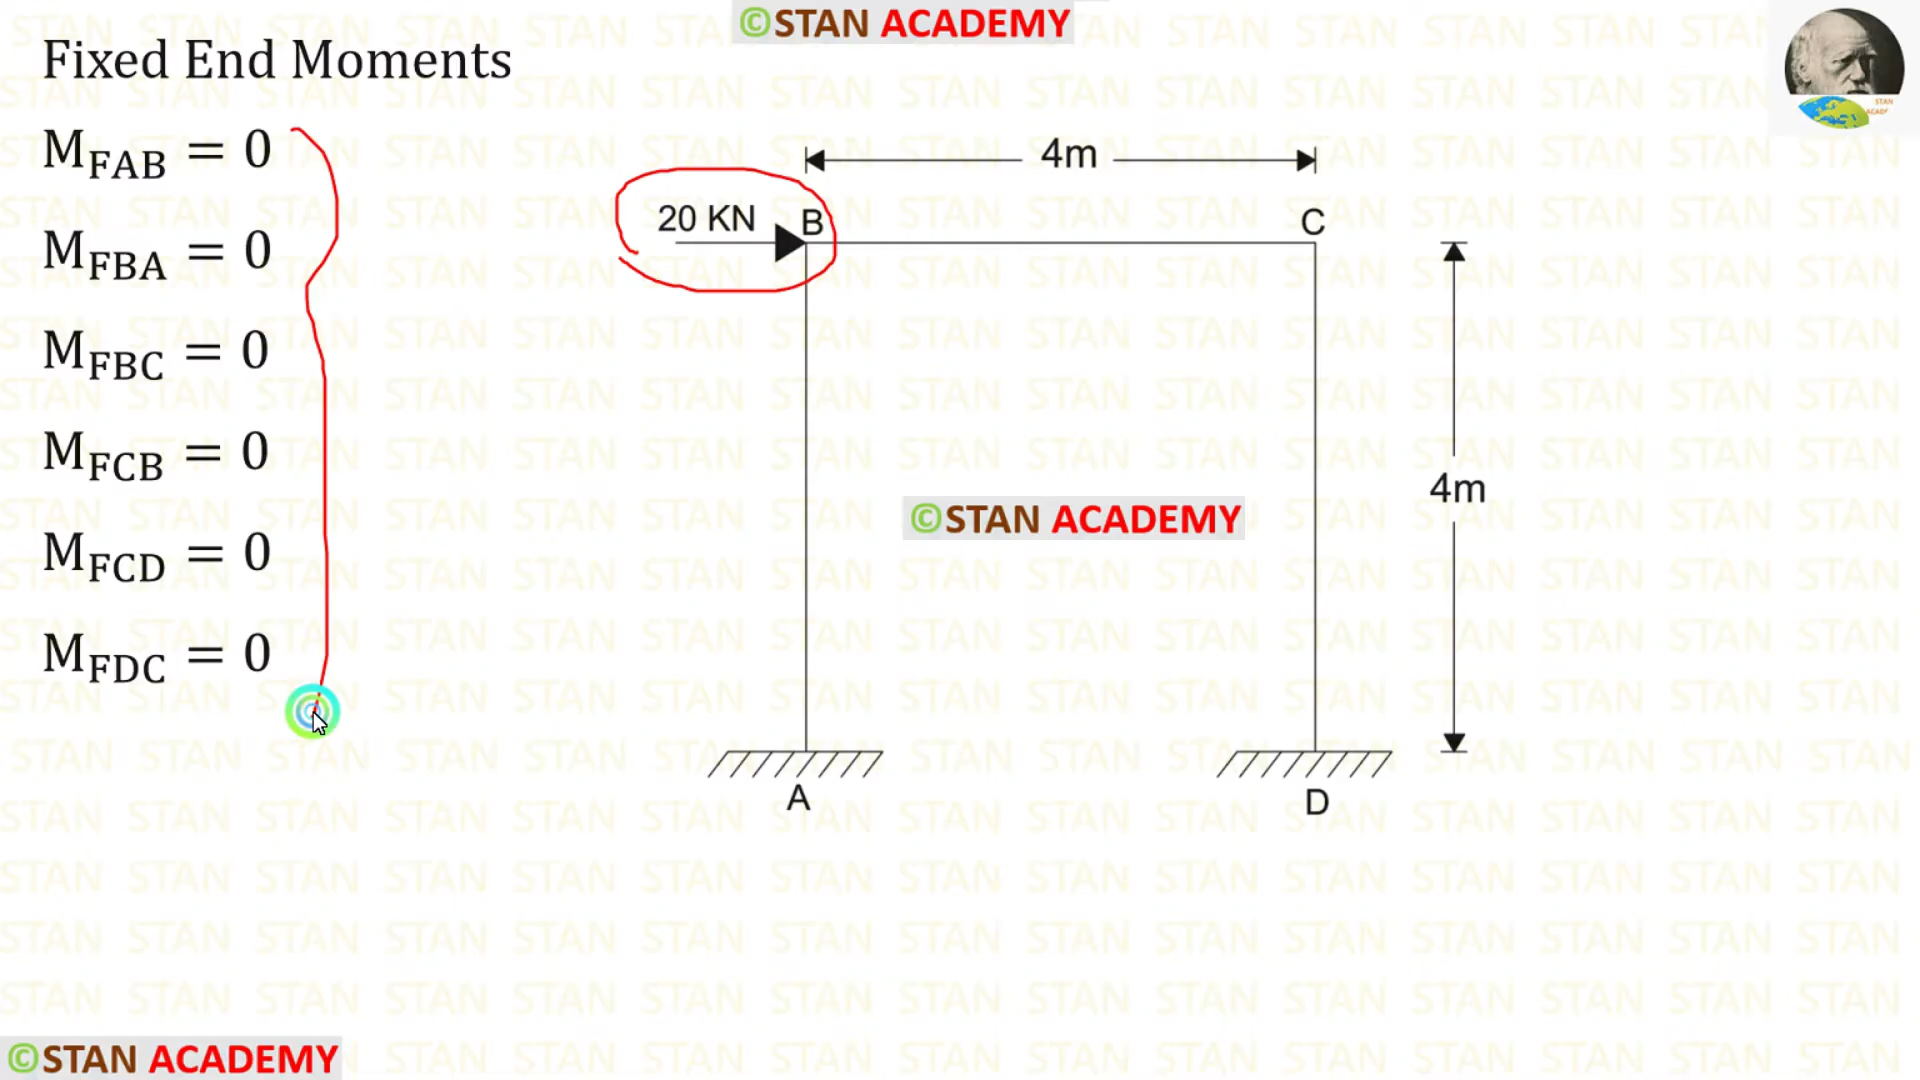 ©STAN ACADEMY
Fixed End Moments
M_FAB = 0
M_FBA = 0
M_FBC = 0
M_FCB = 0
M_FCD = 0
M_FDC = 0
4m
20 KN
B
C
4m
©STAN ACADEMY
A
D
©STAN ACADEMY
STAN